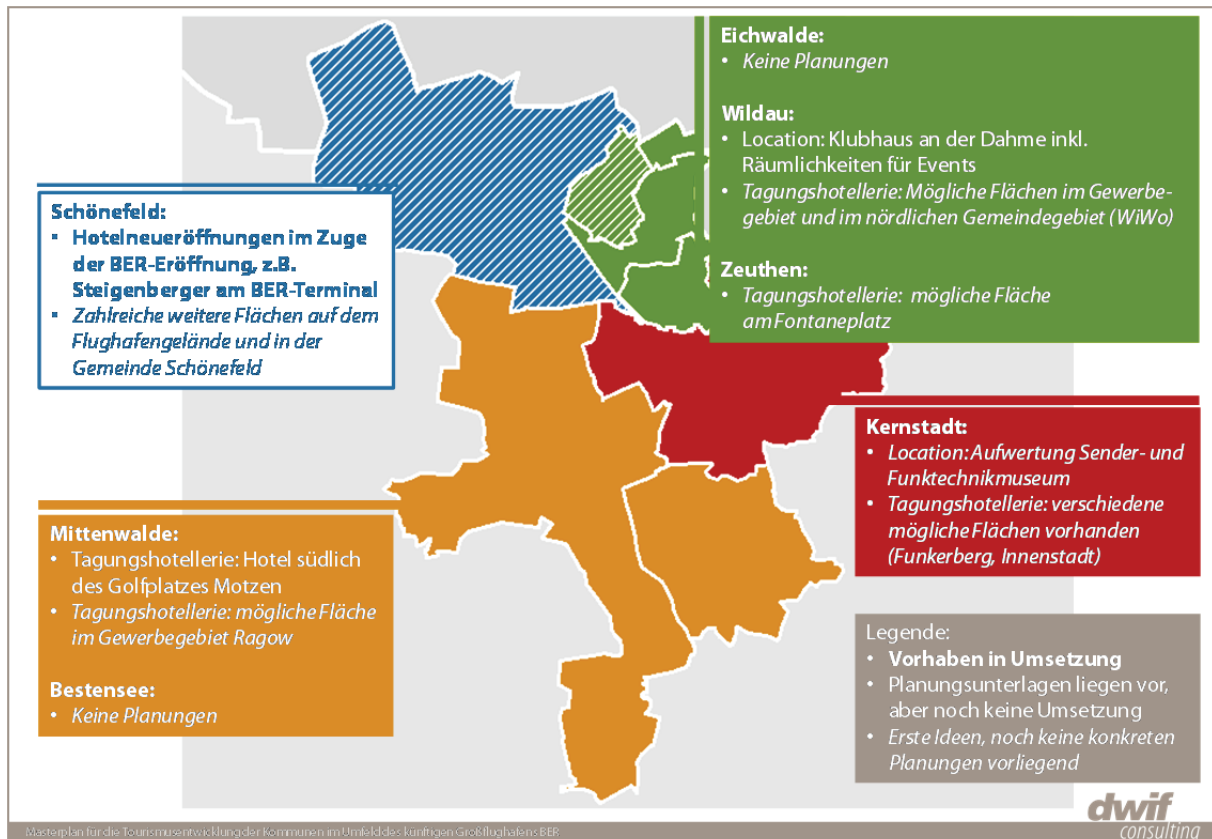 Eichwalde:
• Keine Planungen
Wildau:
• Location: Klubhaus an der Dahme inkl.
Räumlichkeiten für Events
• Tagungshotellerie: Mögliche Flächen im Gewerbe-
gebiet und im nördlichen Gemeindegebiet (WiWo)
Zeuthen:
• Tagungshotellerie: mögliche Fläche
am Fontaneplatz
Schönefeld:
▪ Hotelneueröffnungen im Zuge
der BER-Eröffnung, z.B.
Steigenberger am BER-Terminal
▪ Zahlreiche weitere Flächen auf dem
Flughafengelände und in der
Gemeinde Schönefeld
Kernstadt:
• Location: Aufwertung Sender- und
Funktechnikmuseum
• Tagungshotellerie: verschiedene
mögliche Flächen vorhanden
(Funkerberg, Innenstadt)
Mittenwalde:
• Tagungshotellerie: Hotel südlich
des Golfplatzes Motzen
• Tagungshotellerie: mögliche Fläche
im Gewerbegebiet Ragow
Bestensee:
• Keine Planungen
Legende:
• Vorhaben in Umsetzung
• Planungsunterlagen liegen vor,
aber noch keine Umsetzung
• Erste Ideen, noch keine konkreten
Planungen vorliegend
dwif
consulting
Masterplan für die Tourismusentwicklung der Kommunen im Umfeld des künftigen Großflughafens BER